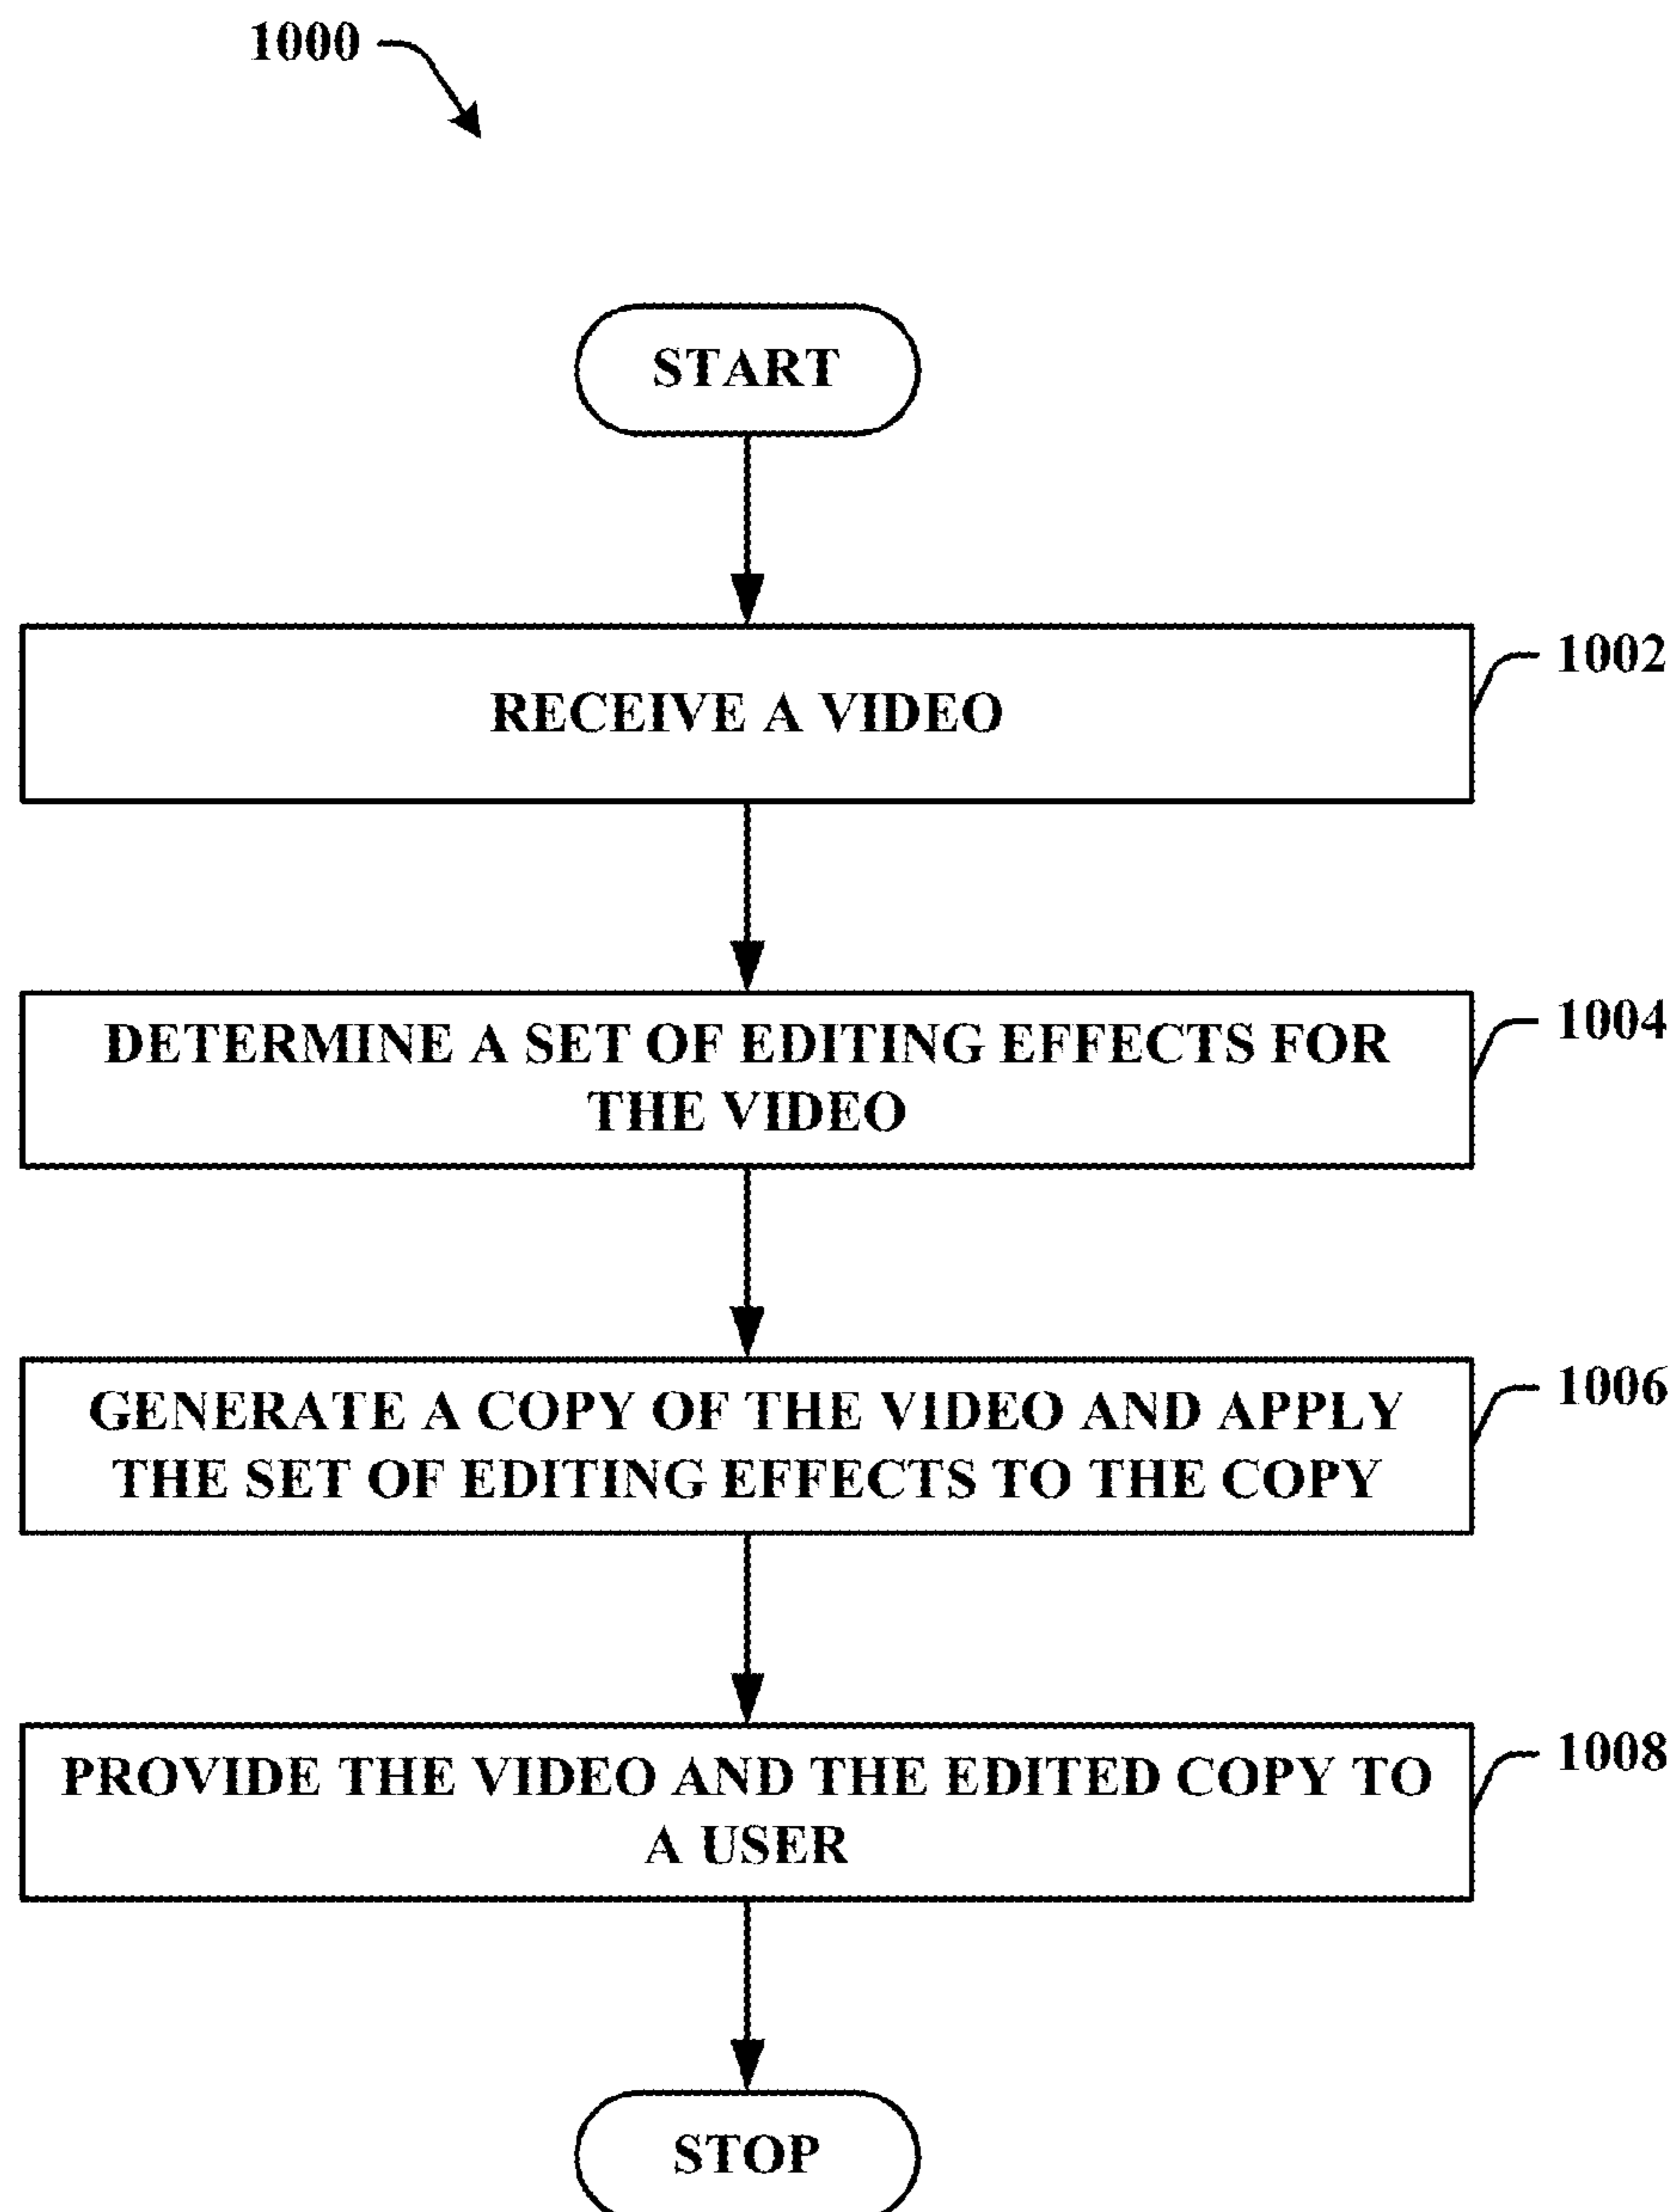 1000
START
RECEIVE A VIDEO
1002
DETERMINE A SET OF EDITING EFFECTS FOR
THE VIDEO
1004
GENERATE A COPY OF THE VIDEO AND APPLY
THE SET OF EDITING EFFECTS TO THE COPY
1006
PROVIDE THE VIDEO AND THE EDITED COPY TO
A USER
1008
STOP